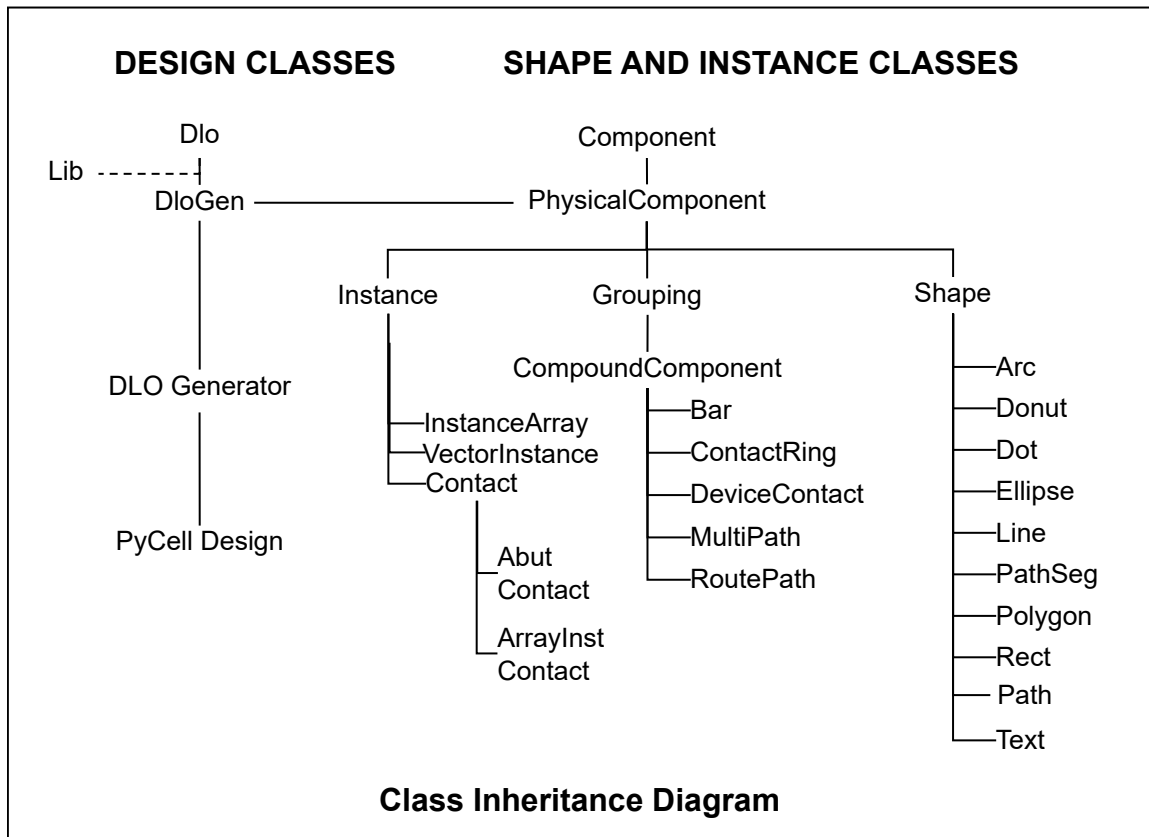 DESIGN CLASSES
SHAPE AND INSTANCE CLASSES
Dlo
Lib
DloGen
DLO Generator
PyCell Design
Component
PhysicalComponent
Instance
InstanceArray
VectorInstance
Contact
Abut
Contact
ArrayInst
Contact
Grouping
CompoundComponent
Bar
ContactRing
DeviceContact
MultiPath
RoutePath
Shape
Arc
Donut
Dot
Ellipse
Line
PathSeg
Polygon
Rect
Path
Text
Class Inheritance Diagram